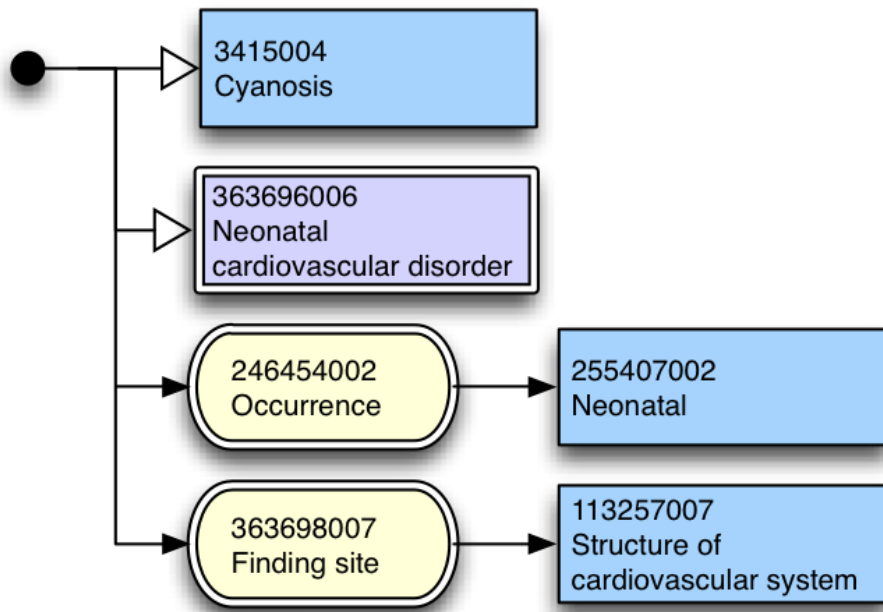 3415004
Cyanosis
363696006
Neonatal
cardiovascular disorder
246454002
Occurrence
255407002
Neonatal
363698007
Finding site
113257007
Structure of
cardiovascular system